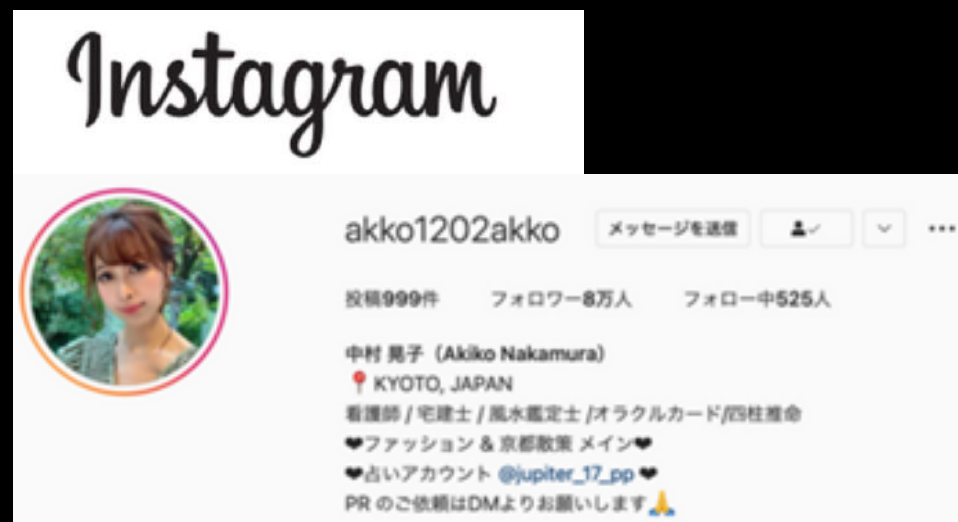 Instagram
akko1202akko メッセージを送信
投稿999件 フォロワー8万人 フォロー中525人
中村 晃子（Akiko Nakamura）
📍 KYOTO, JAPAN
看護師 / 宅建士 / 風水鑑定士 /オラクルカード/四柱推命
❤ファッション & 京都散策 メイン❤
❤占いアカウント @jupiter_17_pp ❤
PR のご依頼はDMよりお願いします🙏